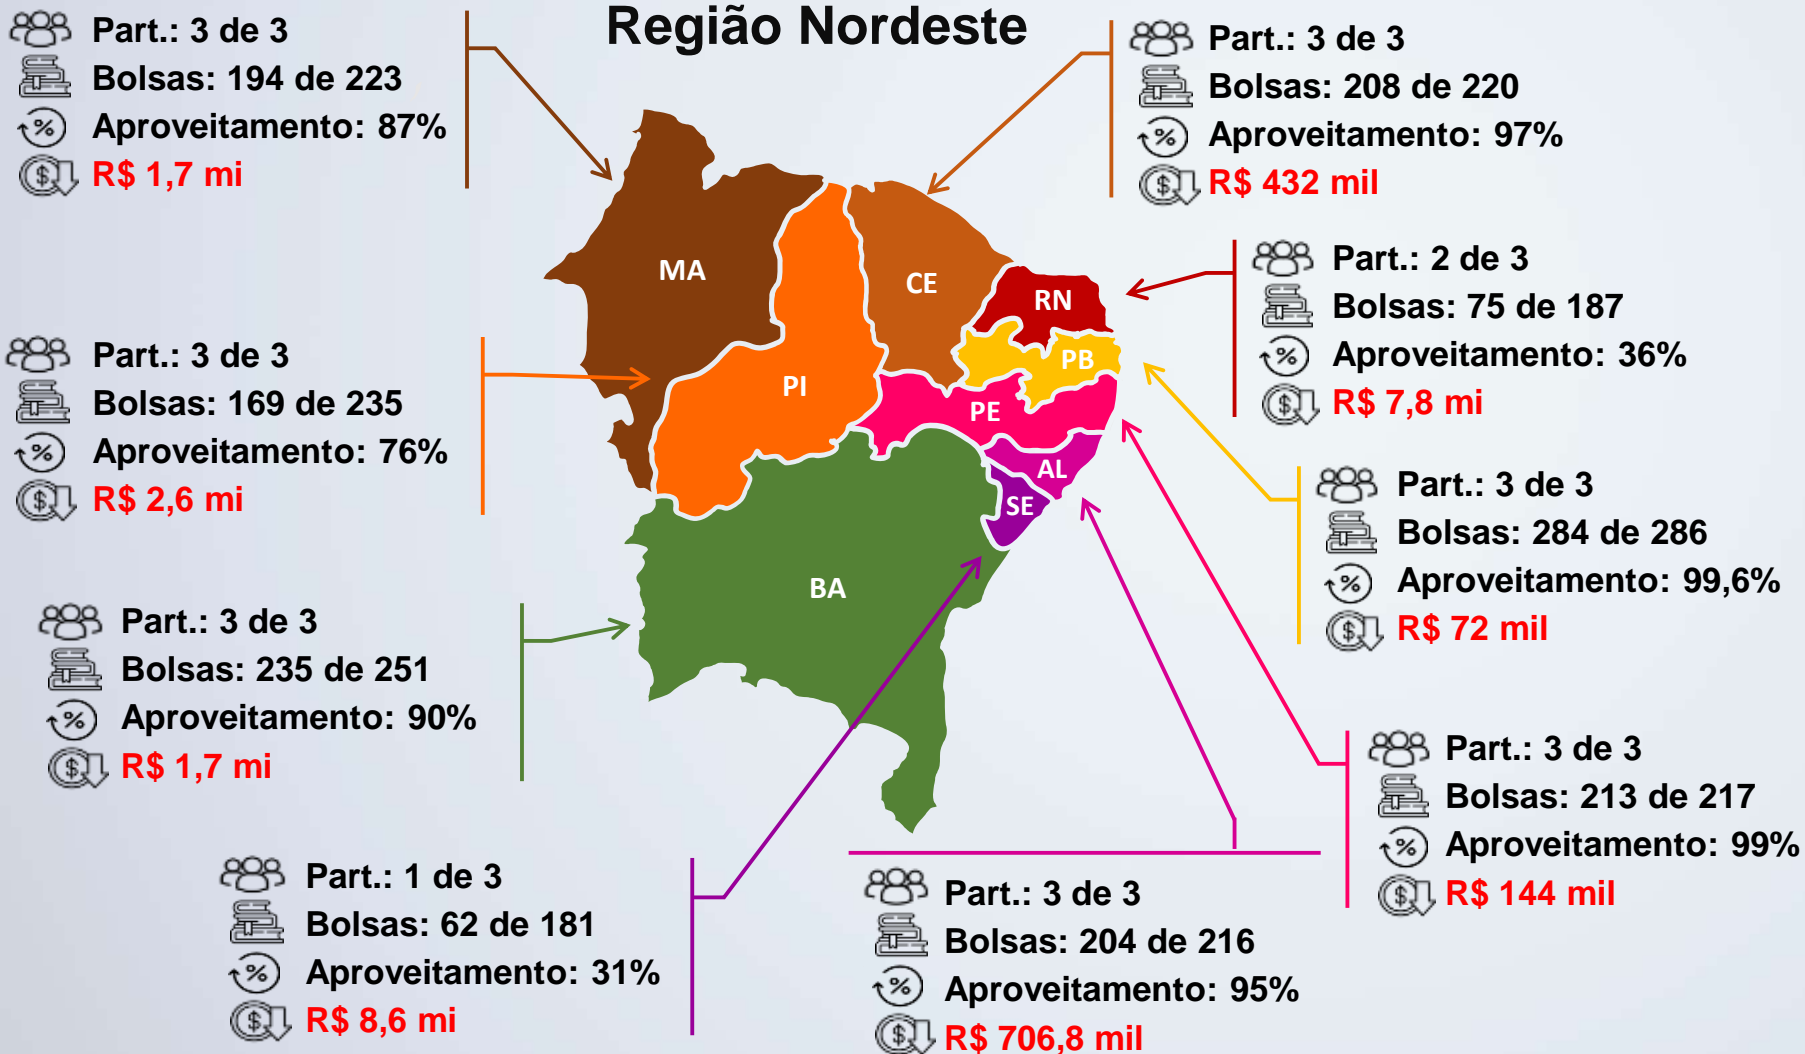 Região Nordeste
Part.: 3 de 3
Bolsas: 194 de 223
Aproveitamento: 87%
R$ 1,7 mi
Part.: 3 de 3
Bolsas: 208 de 220
Aproveitamento: 97%
R$ 432 mil
Part.: 2 de 3
Bolsas: 75 de 187
Aproveitamento: 36%
R$ 7,8 mi
Part.: 3 de 3
Bolsas: 169 de 235
Aproveitamento: 76%
R$ 2,6 mi
MA
CE
RN
PB
PI
PE
AL
SE
BA
Part.: 3 de 3
Bolsas: 284 de 286
Aproveitamento: 99,6%
R$ 72 mil
Part.: 3 de 3
Bolsas: 235 de 251
Aproveitamento: 90%
R$ 1,7 mi
Part.: 3 de 3
Bolsas: 213 de 217
Aproveitamento: 99%
R$ 144 mil
Part.: 1 de 3
Bolsas: 62 de 181
Aproveitamento: 31%
R$ 8,6 mi
Part.: 3 de 3
Bolsas: 204 de 216
Aproveitamento: 95%
R$ 706,8 mil